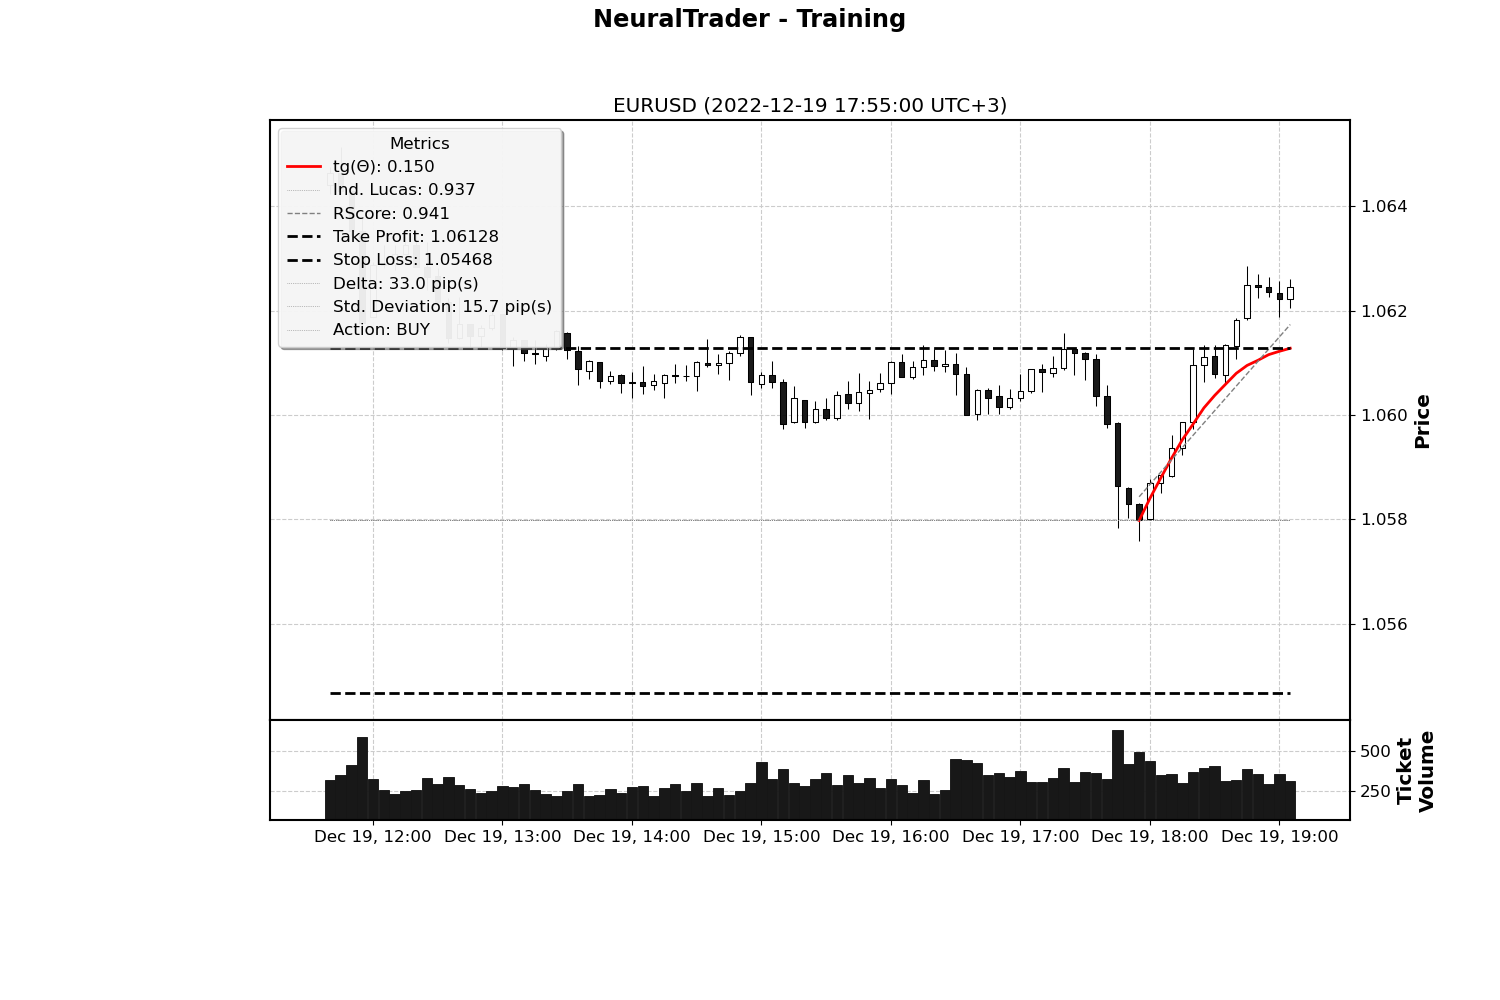 NeuralTrader - Training
EURUSD (2022-12-19 17:55:00 UTC+3)
Metrics
tg(Θ): 0.150
Ind. Lucas: 0.937
RScore: 0.941
Take Profit: 1.06128
Stop Loss: 1.05468
Delta: 33.0 pip(s)
Std. Deviation: 15.7 pip(s)
Action: BUY
1.064
1.062
1.060
1.058
1.056
Price
500
250
Ticket
Volume
Dec 19, 12:00 Dec 19, 13:00 Dec 19, 14:00 Dec 19, 15:00 Dec 19, 16:00 Dec 19, 17:00 Dec 19, 18:00 Dec 19, 19:00